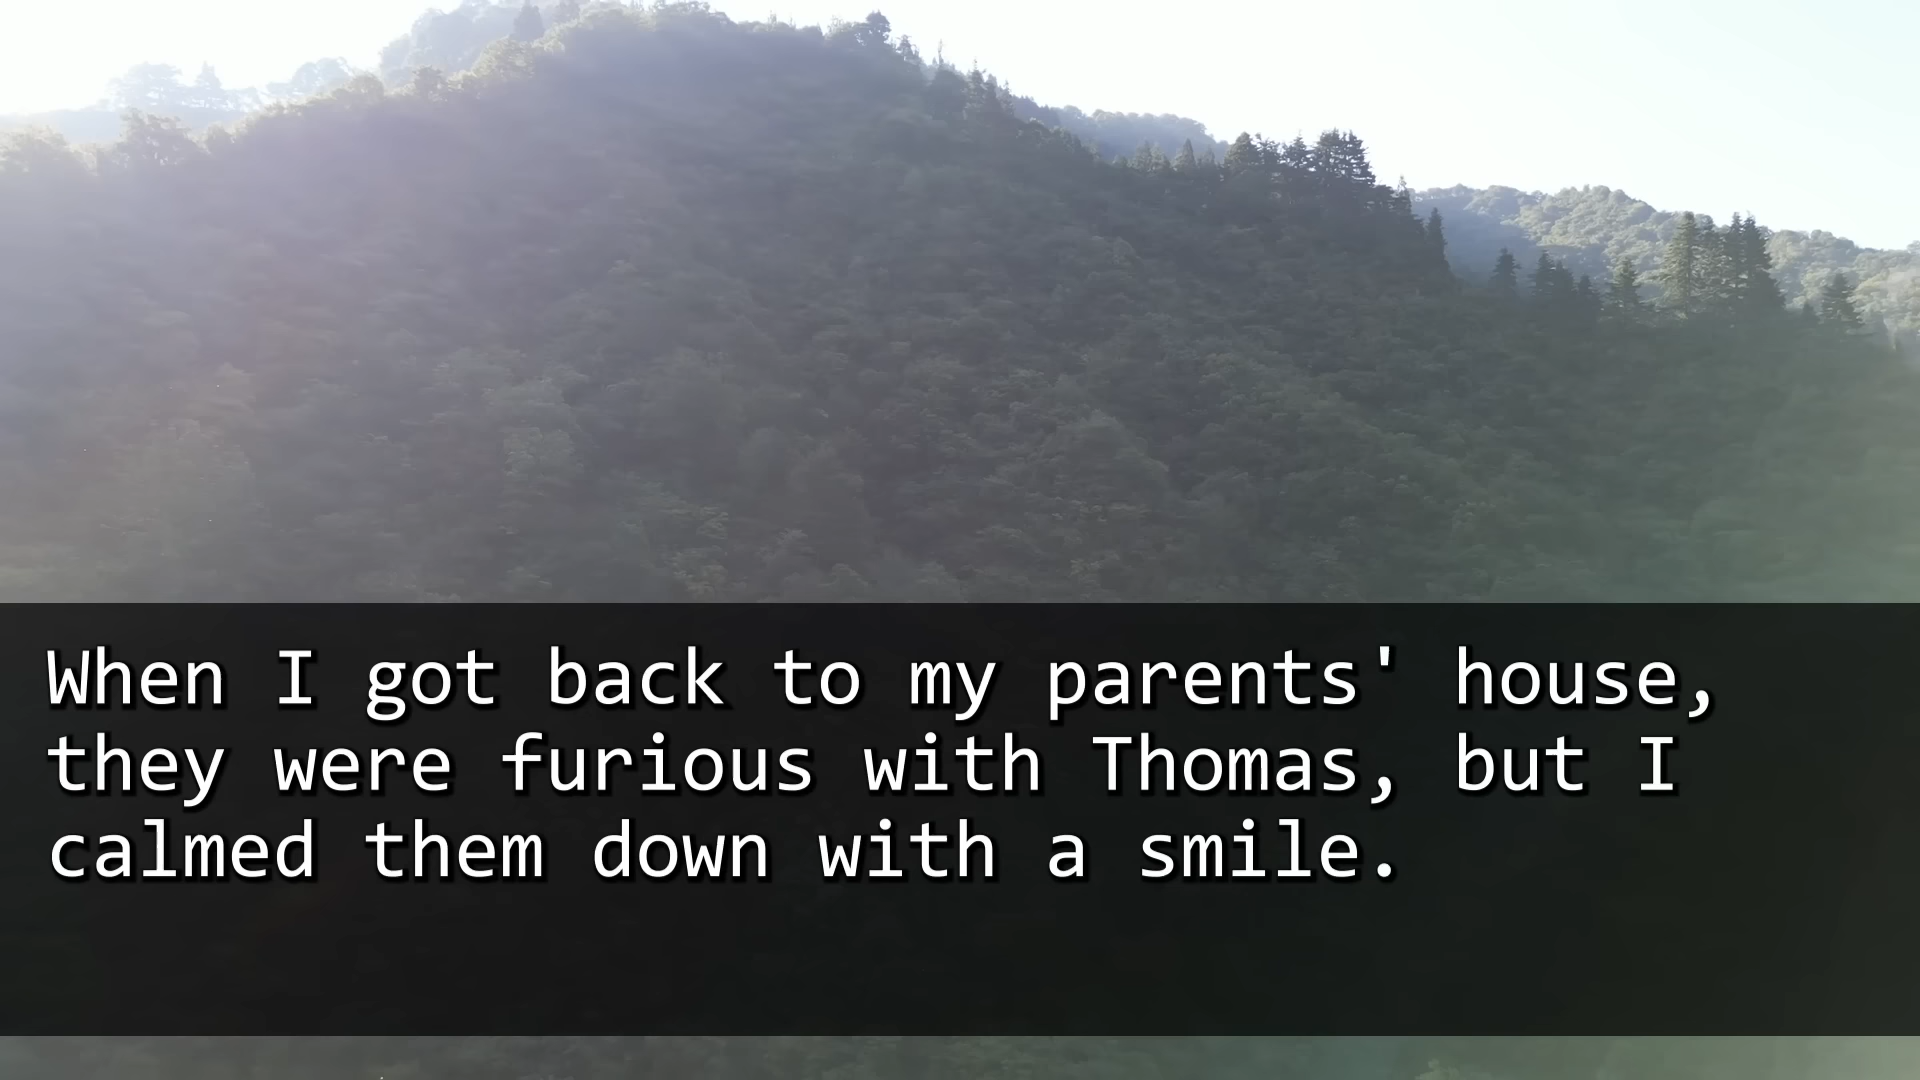 When I got back to my parents' house,
they were furious with Thomas, but I
calmed them down with a smile.